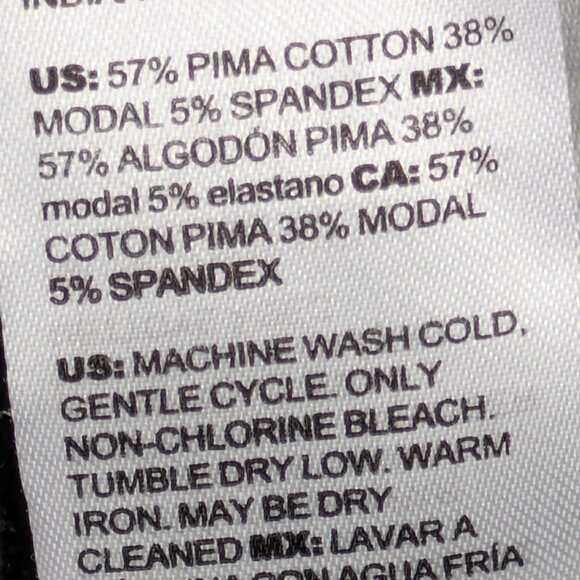 US: 57% PIMA COTTON 38%
MODAL 5% SPANDEX MX:
57% ALGODÓN PIMA 38%
modal 5% elastano CA: 57%
COTON PIMA 38% MODAL
5% SPANDEX
US: MACHINE WASH COLD,
GENTLE CYCLE. ONLY
NON-CHLORINE BLEACH.
TUMBLE DRY LOW. WARM
IRON. MAY BE DRY
CLEANED MX: LAVAR A
CON AGUA FRÍA